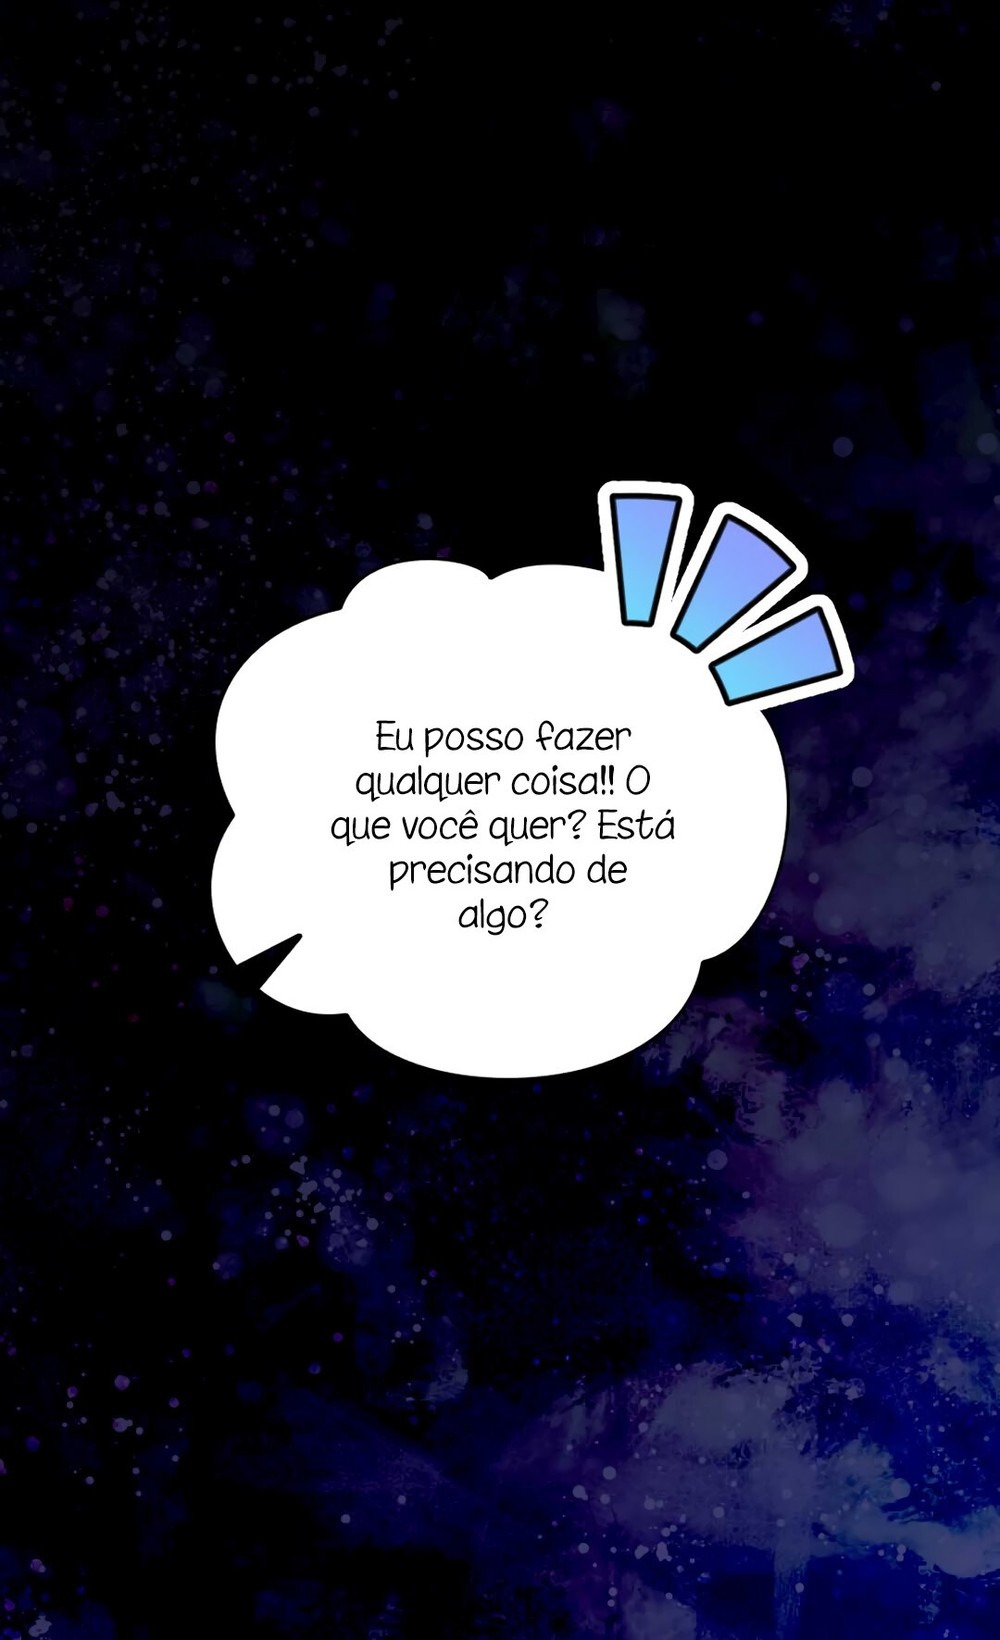 Eu posso fazer
qualquer coisa!! O
que você quer? Está
precisando de
algo?